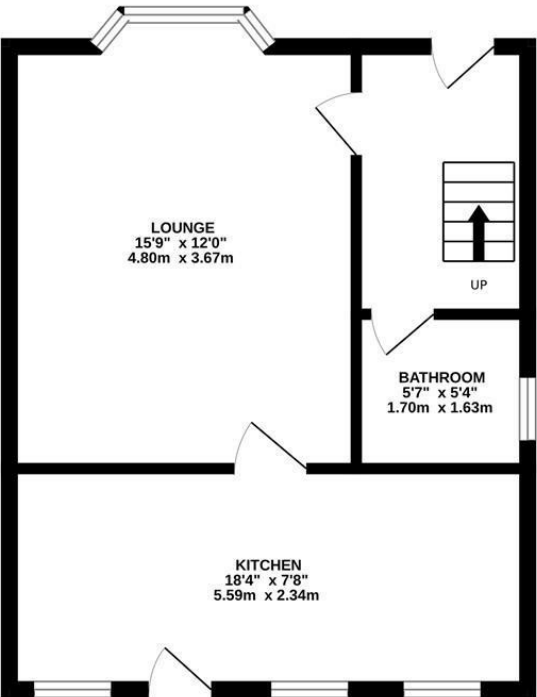 LOUNGE
15'9" x 12'0"
4.80m x 3.67m
UP
BATHROOM
5'7" x 5'4"
1.70m x 1.63m
KITCHEN
18'4" x 7'8"
5.59m x 2.34m